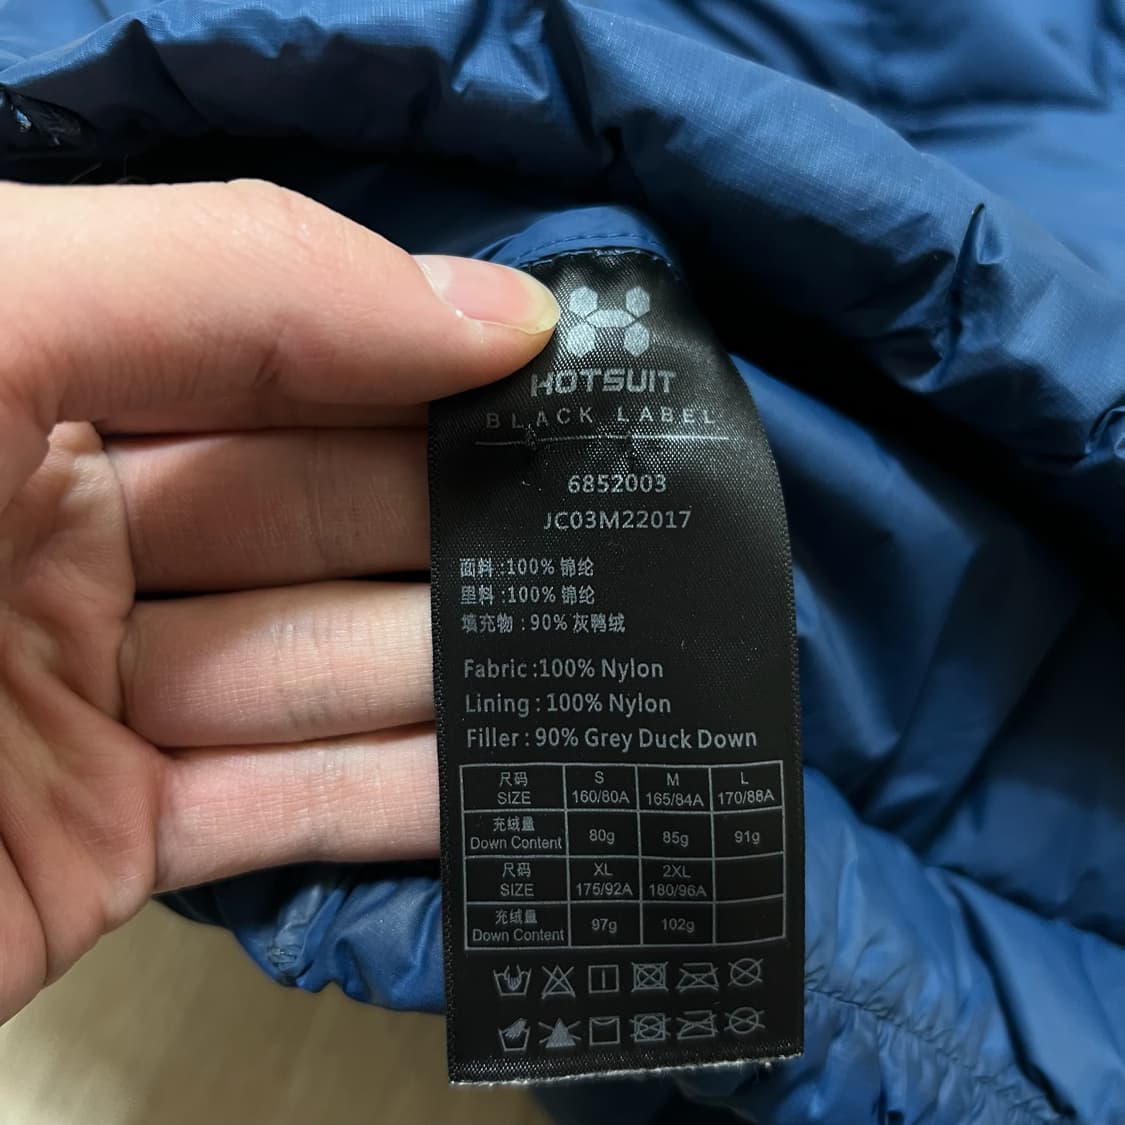 HOTSUIT
BLACK LABEL
6852003
JC03M22017
面料:100% 锦纶
里料:100% 锦纶
填充物:90% 灰鸭绒
Fabric:100% Nylon
Lining:100% Nylon
Filler:90% Grey Duck Down
尺码 SIZE S 160/80A M 165/84A L 170/88A
充绒量 Down Content 80g 85g 91g
尺码 SIZE XL 175/92A 2XL 180/96A
充绒量 Down Content 97g 102g